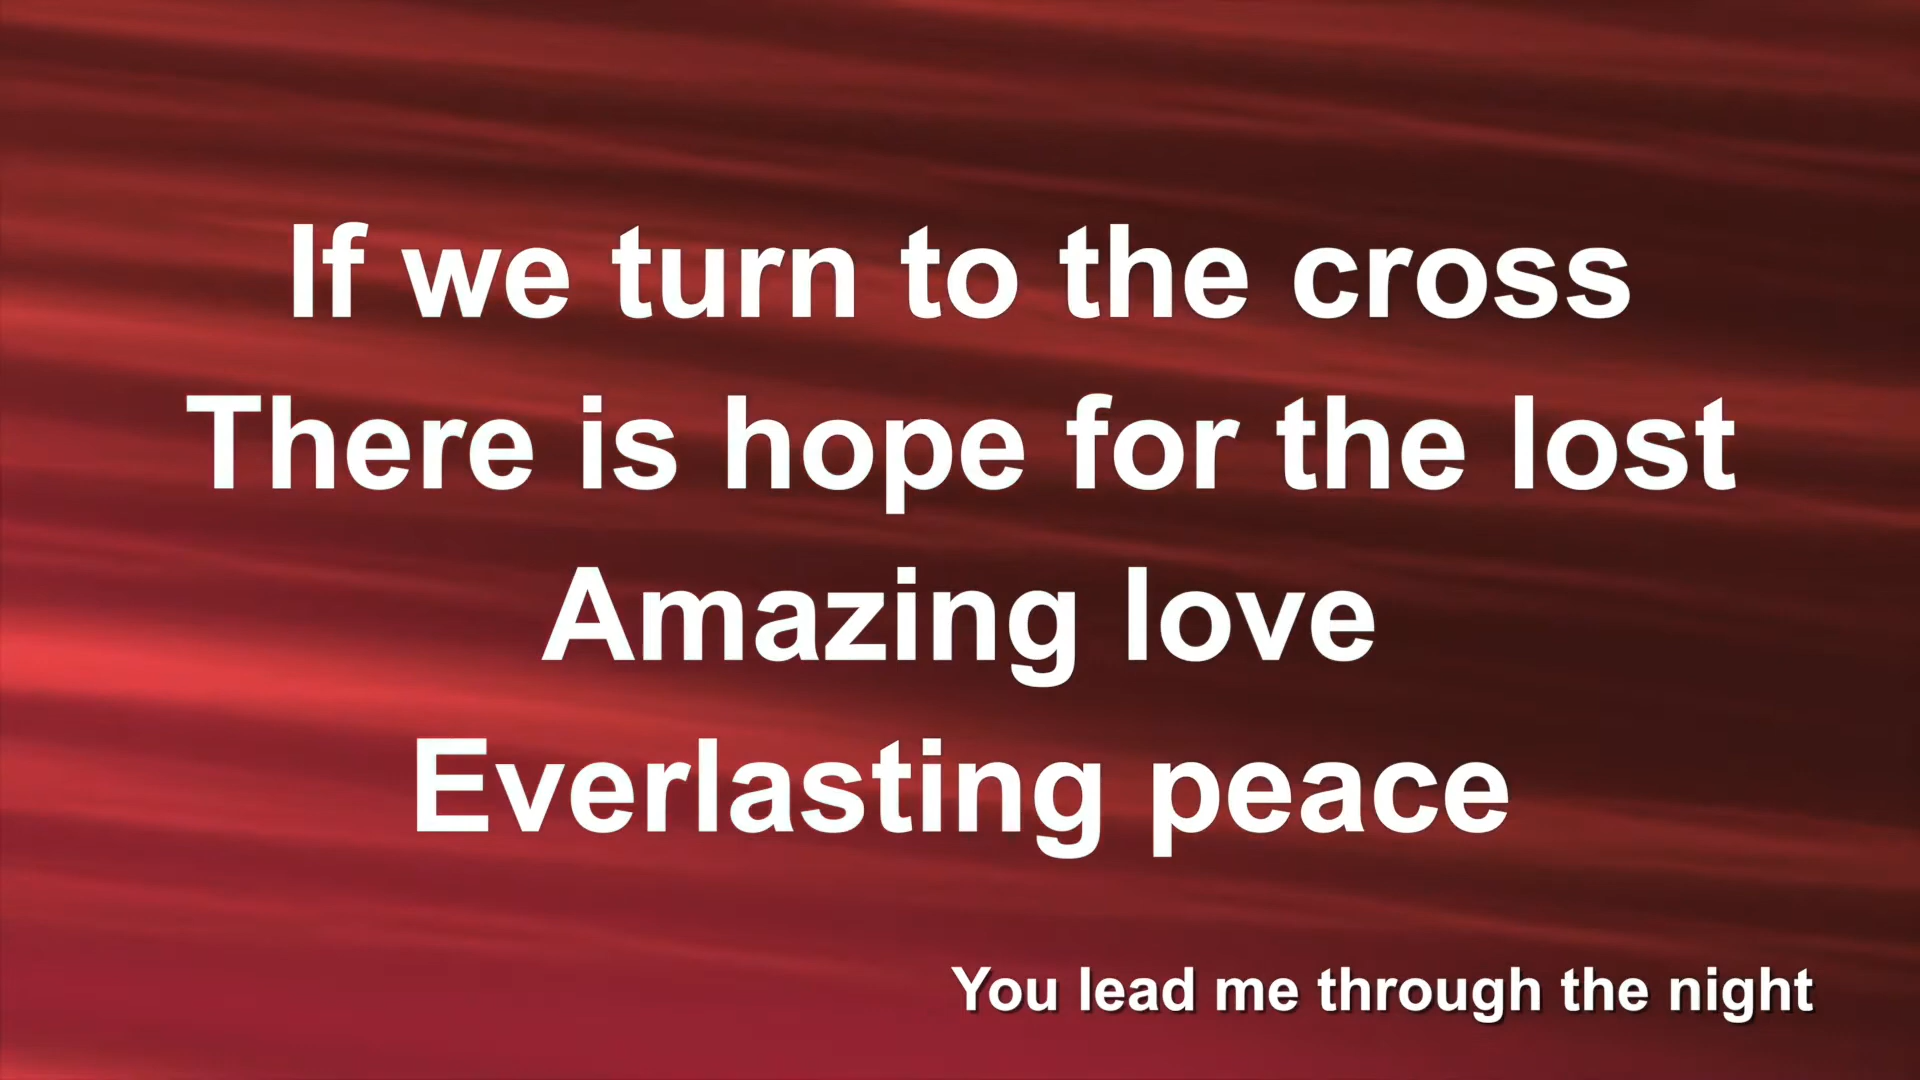 If we turn to the cross
There is hope for the lost
Amazing love
Everlasting peace
You lead me through the night